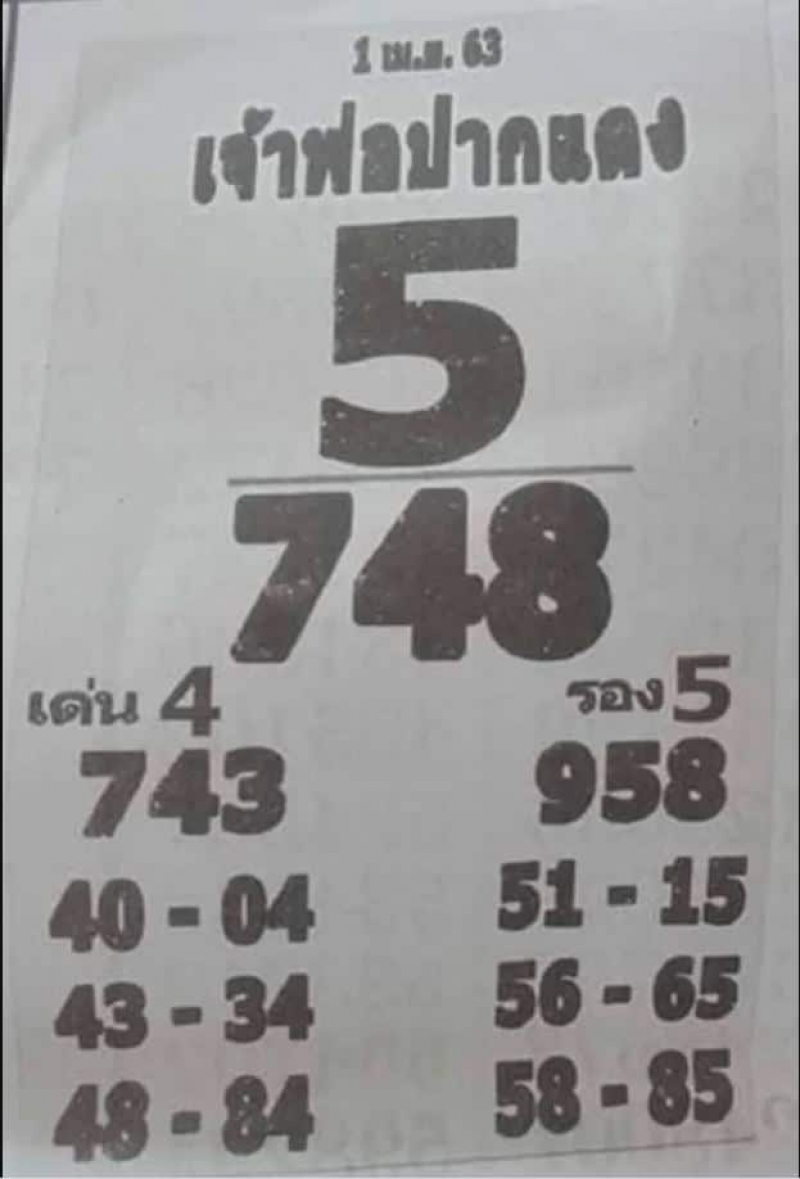 1 เม.ย. 63
เจ้าพ่อปากแดง
5
748
เด่น 4 รอง 5
743 958
40 - 04 51 - 15
43 - 34 56 - 65
48 - 84 58 - 85